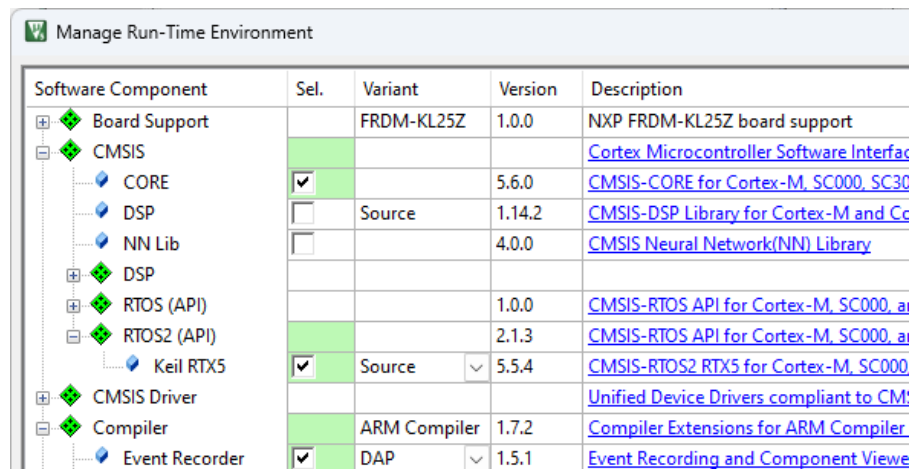 Manage Run-Time Environment
Software Component Sel. Variant Version Description
Board Support FRDM-KL25Z 1.0.0 NXP FRDM-KL25Z board support
CMSIS Cortex Microcontroller Software Interfac
CORE 5.6.0 CMSIS-CORE for Cortex-M, SC000, SC30
DSP Source 1.14.2 CMSIS-DSP Library for Cortex-M and Co
NN Lib 4.0.0 CMSIS Neural Network(NN) Library
DSP
RTOS (API) 1.0.0 CMSIS-RTOS API for Cortex-M, SC000, an
RTOS2 (API) 2.1.3 CMSIS-RTOS API for Cortex-M, SC000, an
Keil RTX5 Source 5.5.4 CMSIS-RTOS2 RTX5 for Cortex-M, SC000,
CMSIS Driver Unified Device Drivers compliant to CMS
Compiler ARM Compiler 1.7.2 Compiler Extensions for ARM Compiler
Event Recorder DAP 1.5.1 Event Recording and Component Viewe